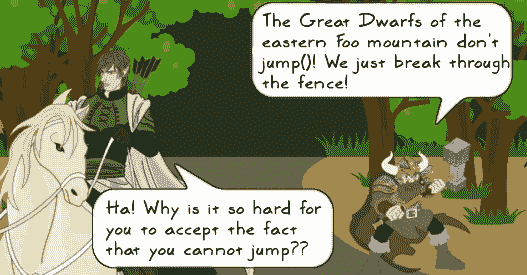 The Great Dwarfs of the
eastern Foo mountain don't
jump()! We just break through
the fence!
Ha! Why is it so hard for
you to accept the fact
that you cannot jump??